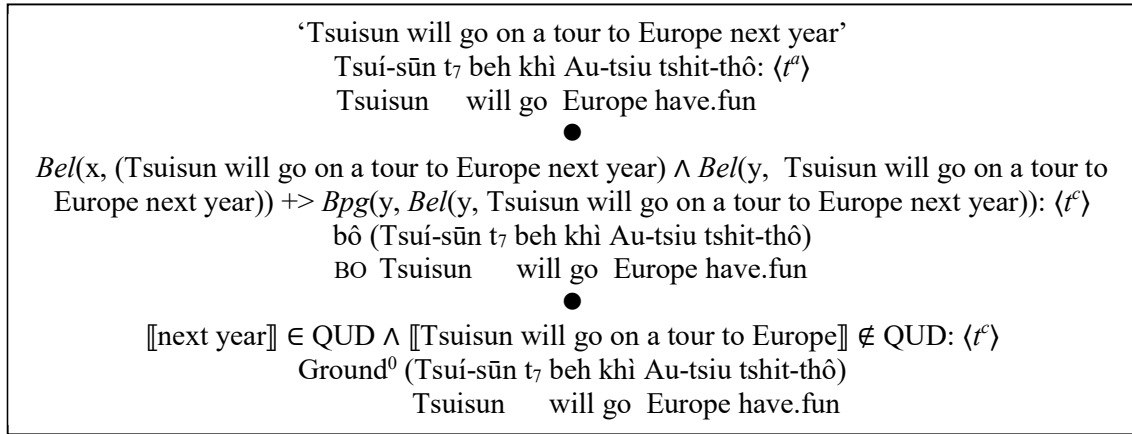 ‘Tsuisun will go on a tour to Europe next year’
Tsuí-sūn t₇ beh khì Au-tsiu tshit-thô: ⟨tᵃ⟩
Tsuisun will go Europe have.fun
●
Bel(x, (Tsuisun will go on a tour to Europe next year) ∧ Bel(y, Tsuisun will go on a tour to
Europe next year)) +> Bpg(y, Bel(y, Tsuisun will go on a tour to Europe next year)): ⟨tᶜ⟩
bô (Tsuí-sūn t₇ beh khì Au-tsiu tshit-thô)
BO Tsuisun will go Europe have.fun
●
⟦next year⟧ ∈ QUD ∧ ⟦Tsuisun will go on a tour to Europe⟧ ∉ QUD: ⟨tᶜ⟩
Ground⁰ (Tsuí-sūn t₇ beh khì Au-tsiu tshit-thô)
Tsuisun will go Europe have.fun